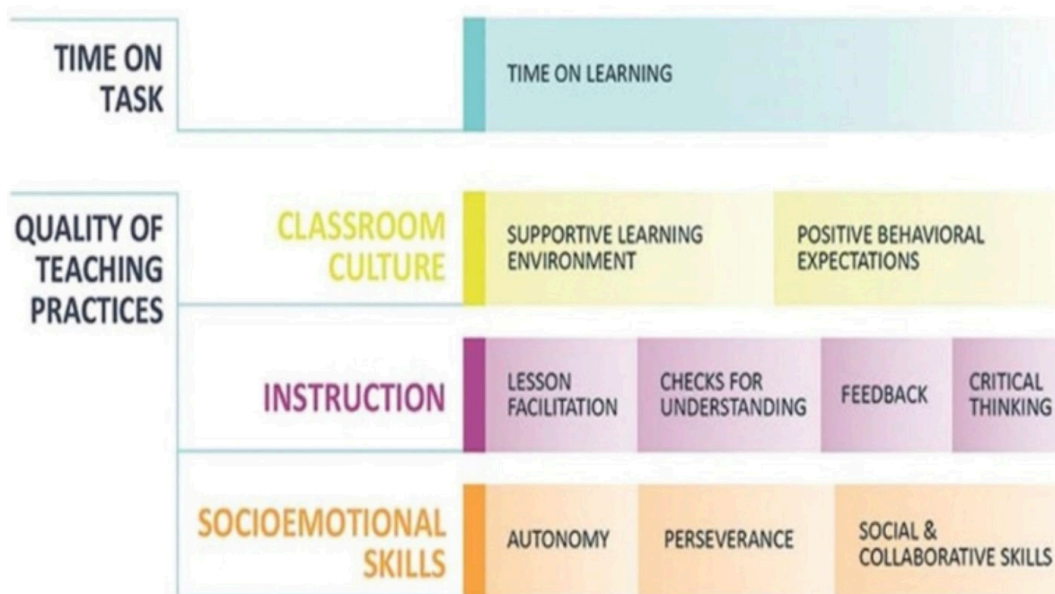 TIME ON
TASK
TIME ON LEARNING
QUALITY OF
TEACHING
PRACTICES
CLASSROOM
CULTURE
SUPPORTIVE LEARNING
ENVIRONMENT
POSITIVE BEHAVIORAL
EXPECTATIONS
INSTRUCTION
LESSON
FACILITATION
CHECKS FOR
UNDERSTANDING
FEEDBACK
CRITICAL
THINKING
SOCIOEMOTIONAL
SKILLS
AUTONOMY
PERSEVERANCE
SOCIAL &
COLLABORATIVE SKILLS